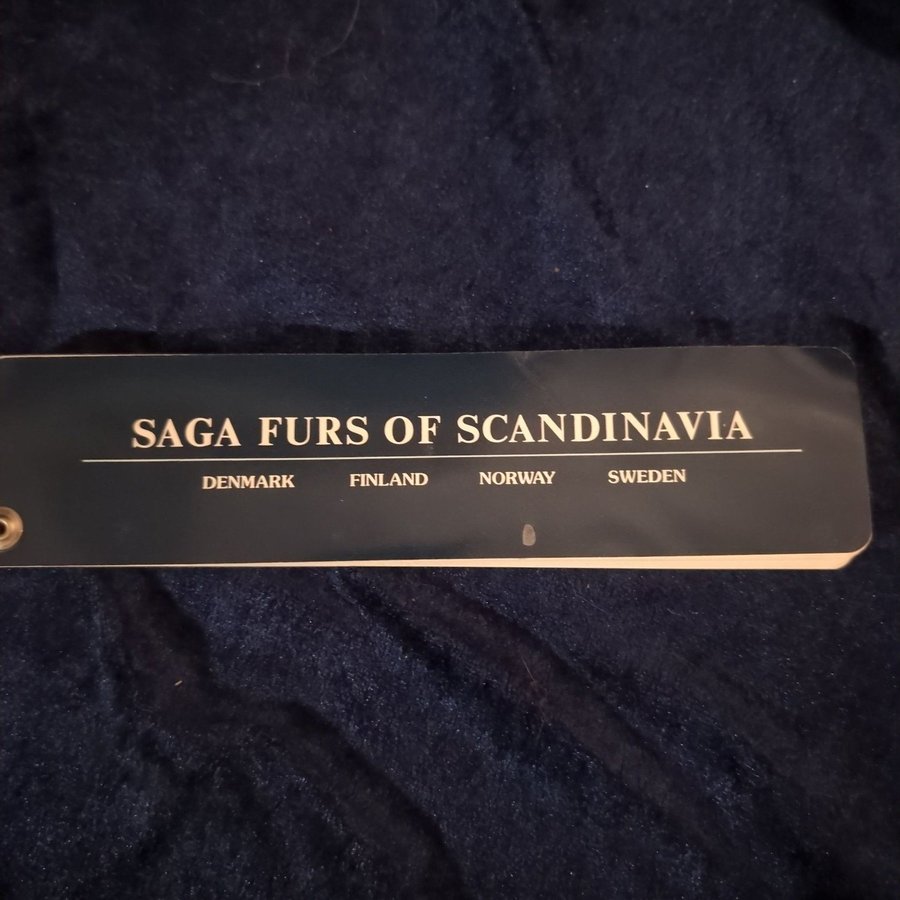 SAGA FURS OF SCANDINAVIA
DENMARK FINLAND NORWAY SWEDEN